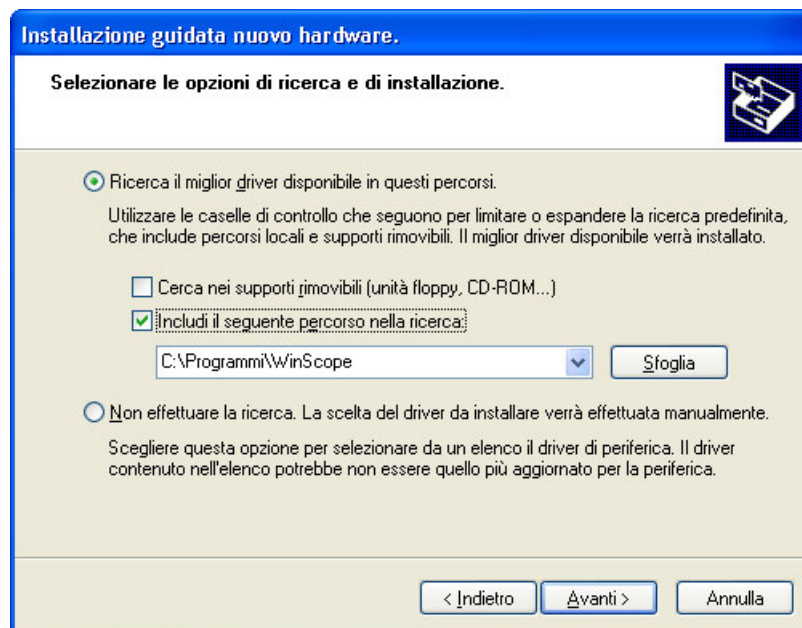 Installazione guidata nuovo hardware.
Selezionare le opzioni di ricerca e di installazione.
Ricerca il miglior driver disponibile in questi percorsi.
Utilizzare le caselle di controllo che seguono per limitare o espandere la ricerca predefinita,
che include percorsi locali e supporti rimovibili. Il miglior driver disponibile verrà installato.
Cerca nei supporti rimovibili (unità floppy, CD-ROM...)
Includi il seguente percorso nella ricerca:
C:\Programmi\WinScope
Sfoglia
Non effettuare la ricerca. La scelta del driver da installare verrà effettuata manualmente.
Scegliere questa opzione per selezionare da un elenco il driver di periferica. Il driver
contenuto nell'elenco potrebbe non essere quello più aggiornato per la periferica.
< Indietro
Avanti >
Annulla